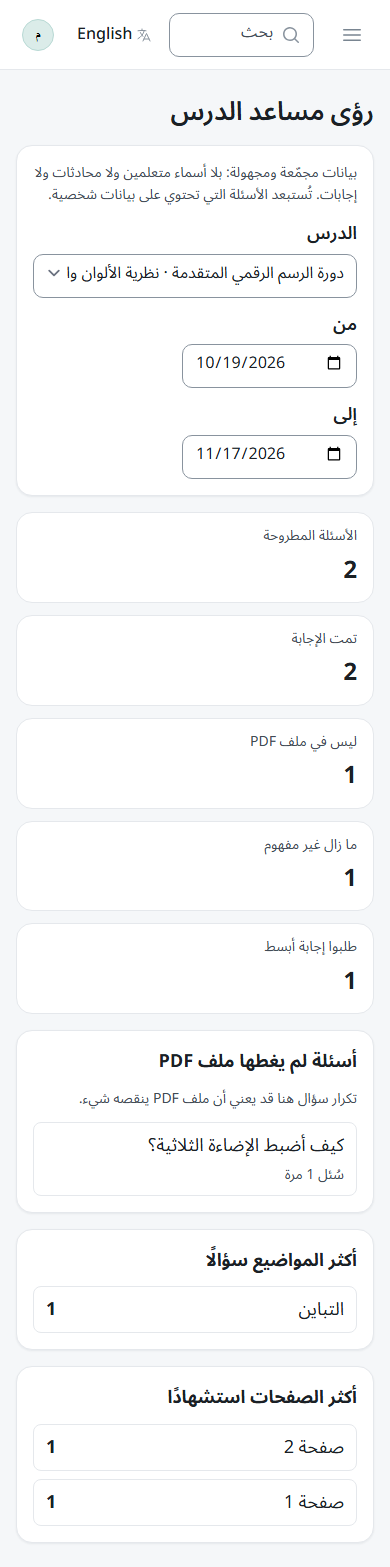 بحث
English
م
رؤى مساعد الدرس
بيانات مجمّعة ومجهولة: بلا أسماء متعلمين ولا محادثات ولا
إجابات. تُستبعد الأسئلة التي تحتوي على بيانات شخصية.
الدرس
دورة الرسم الرقمي المتقدمة · نظرية الألوان وا
من
10/19/2026
إلى
11/17/2026
الأسئلة المطروحة
2
تمت الإجابة
2
ليس في ملف PDF
1
ما زال غير مفهوم
1
طلبوا إجابة أبسط
1
أسئلة لم يغطها ملف PDF
تكرار سؤال هنا قد يعني أن ملف PDF ينقصه شيء.
كيف أضبط الإضاءة الثلاثية؟
سُئل 1 مرة
أكثر المواضيع سؤالًا
التباين 1
أكثر الصفحات استشهادًا
صفحة 2 1
صفحة 1 1